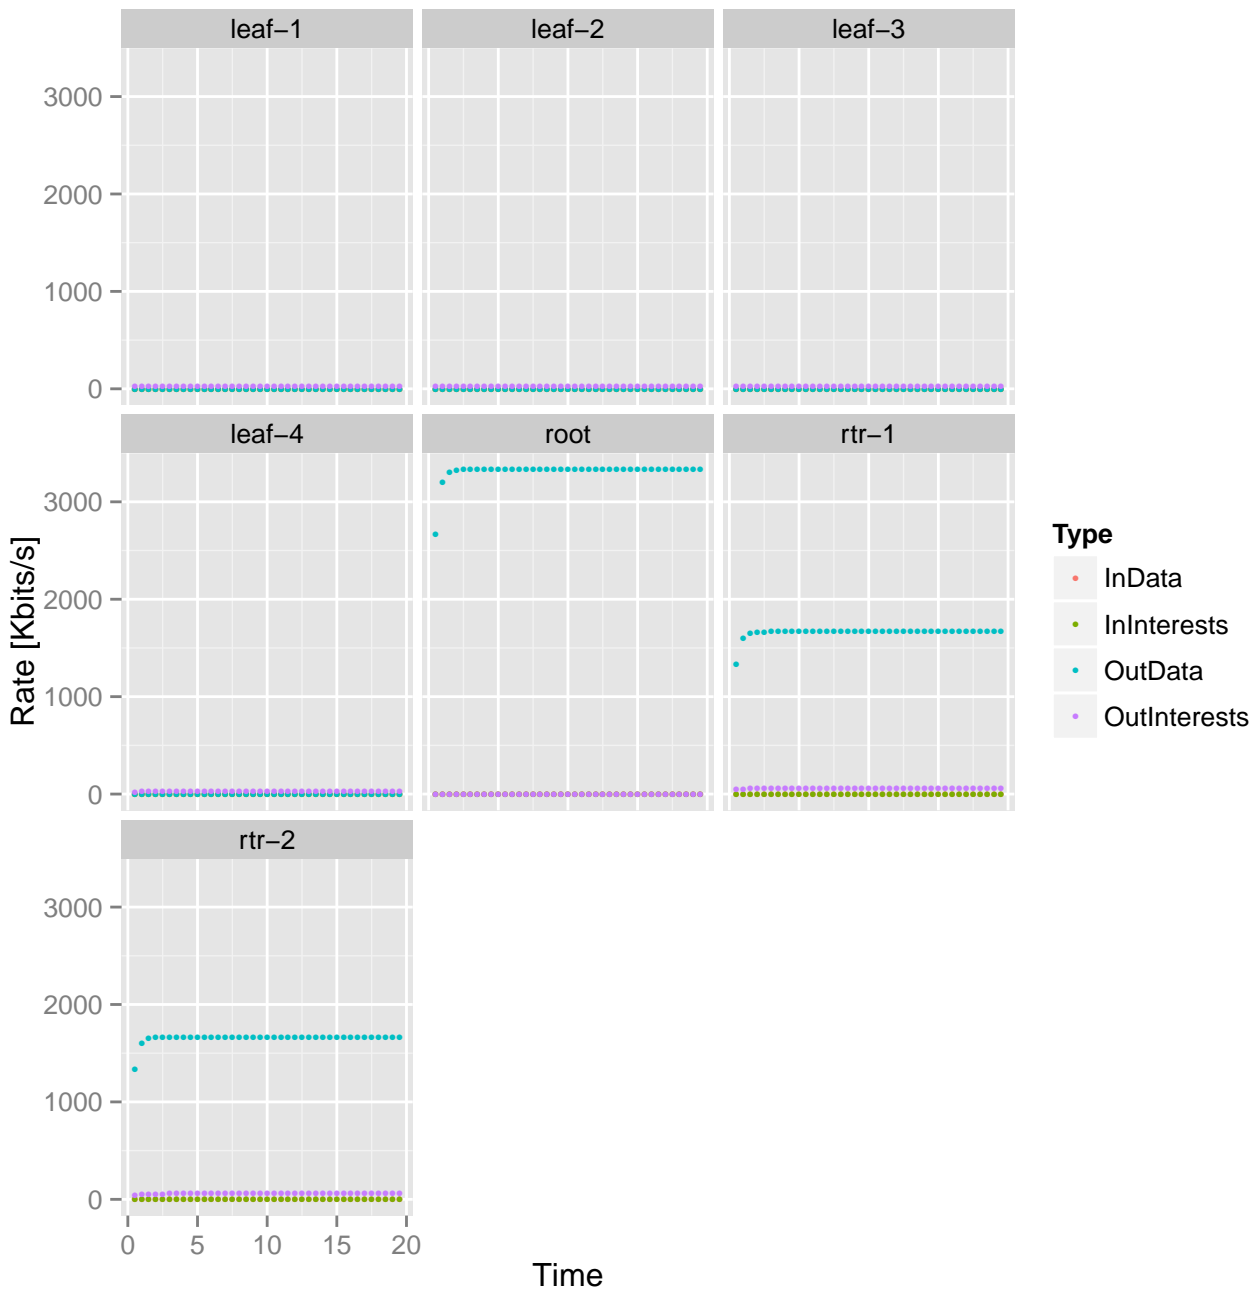 leaf−1
leaf−2
leaf−3
3000
2000
1000
0
leaf−4
root
rtr−1
3000
2000
1000
0
rtr−2
3000
2000
1000
0
0
5
10
15
20
Time
Rate [Kbits/s]
Type
InData
InInterests
OutData
OutInterests